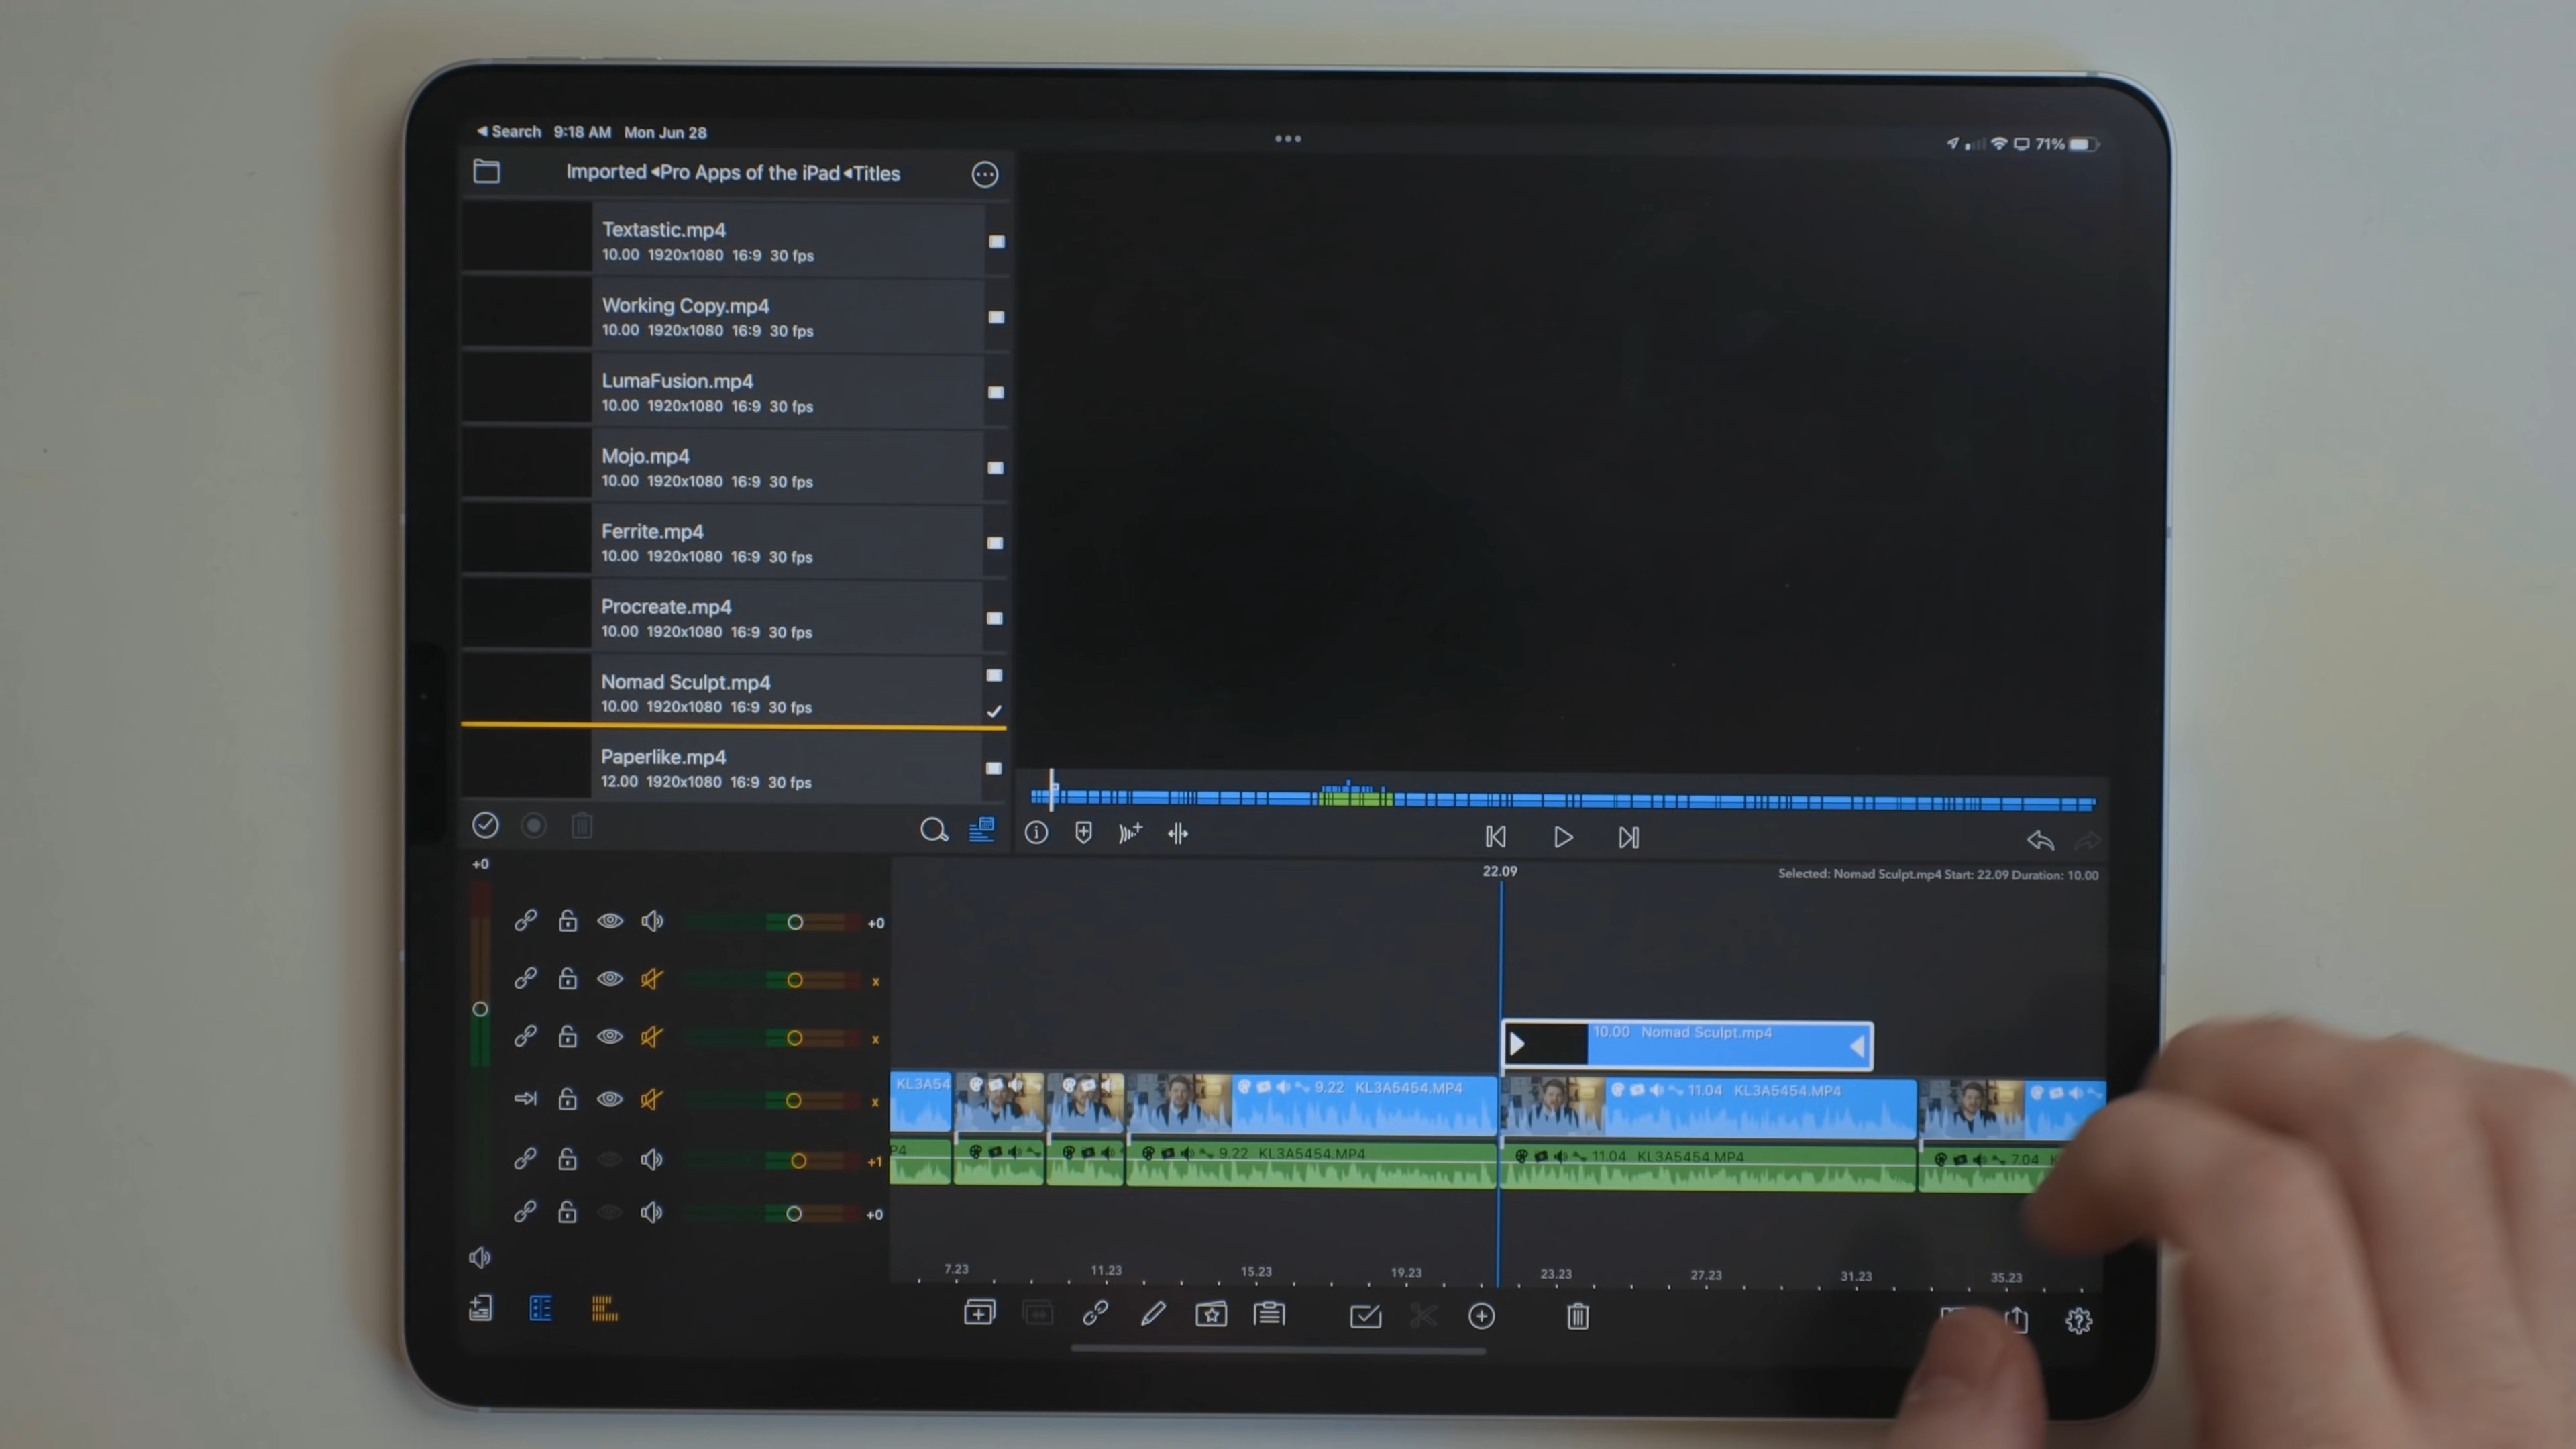 ◀ Search 9:18 AM Mon Jun 28
71%
Imported ◂Pro Apps of the iPad ◂Titles
Textastic.mp4
10.00 1920x1080 16:9 30 fps
Working Copy.mp4
10.00 1920x1080 16:9 30 fps
LumaFusion.mp4
10.00 1920x1080 16:9 30 fps
Mojo.mp4
10.00 1920x1080 16:9 30 fps
Ferrite.mp4
10.00 1920x1080 16:9 30 fps
Procreate.mp4
10.00 1920x1080 16:9 30 fps
Nomad Sculpt.mp4
10.00 1920x1080 16:9 30 fps
Paperlike.mp4
12.00 1920x1080 16:9 30 fps
+0
22.09
Selected: Nomad Sculpt.mp4 Start: 22.09 Duration: 10.00
+0
x
x
10.00 Nomad Sculpt.mp4
x
KL3A54
9.22 KL3A5454.MP4
11.04 KL3A5454.MP4
+1
P4
9.22 KL3A5454.MP4
11.04 KL3A5454.MP4
7.04
+0
7.23 11.23 15.23 19.23 23.23 27.23 31.23 35.23